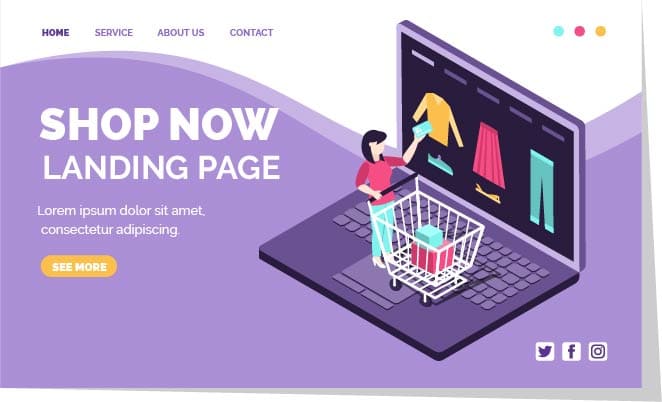 HOME SERVICE ABOUT US CONTACT
SHOP NOW
LANDING PAGE
Lorem ipsum dolor sit amet,
consectetur adipiscing.
SEE MORE